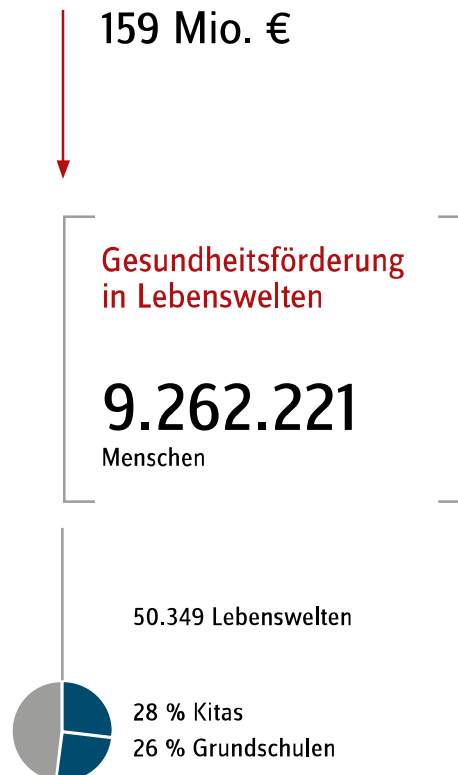 159 Mio. €
Gesundheitsförderung
in Lebenswelten
9.262.221
Menschen
50.349 Lebenswelten
28 % Kitas
26 % Grundschulen